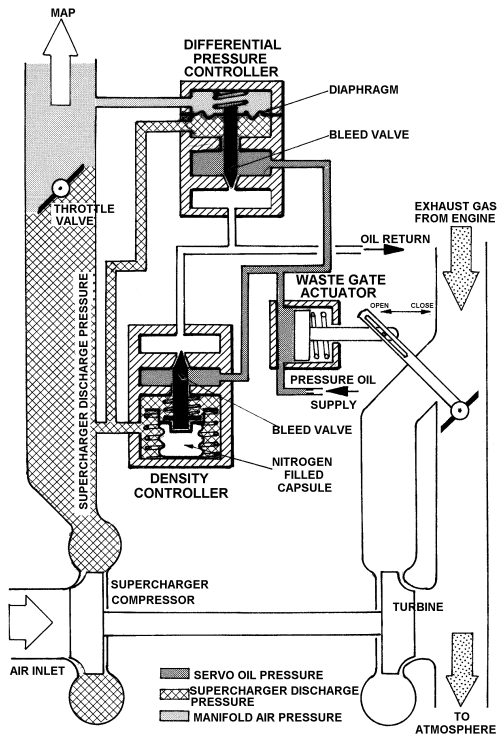 MAP
DIFFERENTIAL
PRESSURE
CONTROLLER
DIAPHRAGM
BLEED VALVE
THROTTLE
VALVE
EXHAUST GAS
FROM ENGINE
OIL RETURN
WASTE GATE
ACTUATOR
OPEN
CLOSE
SUPERCHARGER DISCHARGE PRESSURE
PRESSURE OIL
SUPPLY
BLEED VALVE
NITROGEN
FILLED
CAPSULE
DENSITY
CONTROLLER
SUPERCHARGER
COMPRESSOR
TURBINE
AIR INLET
SERVO OIL PRESSURE
SUPERCHARGER DISCHARGE
PRESSURE
MANIFOLD AIR PRESSURE
TO
ATMOSPHERE